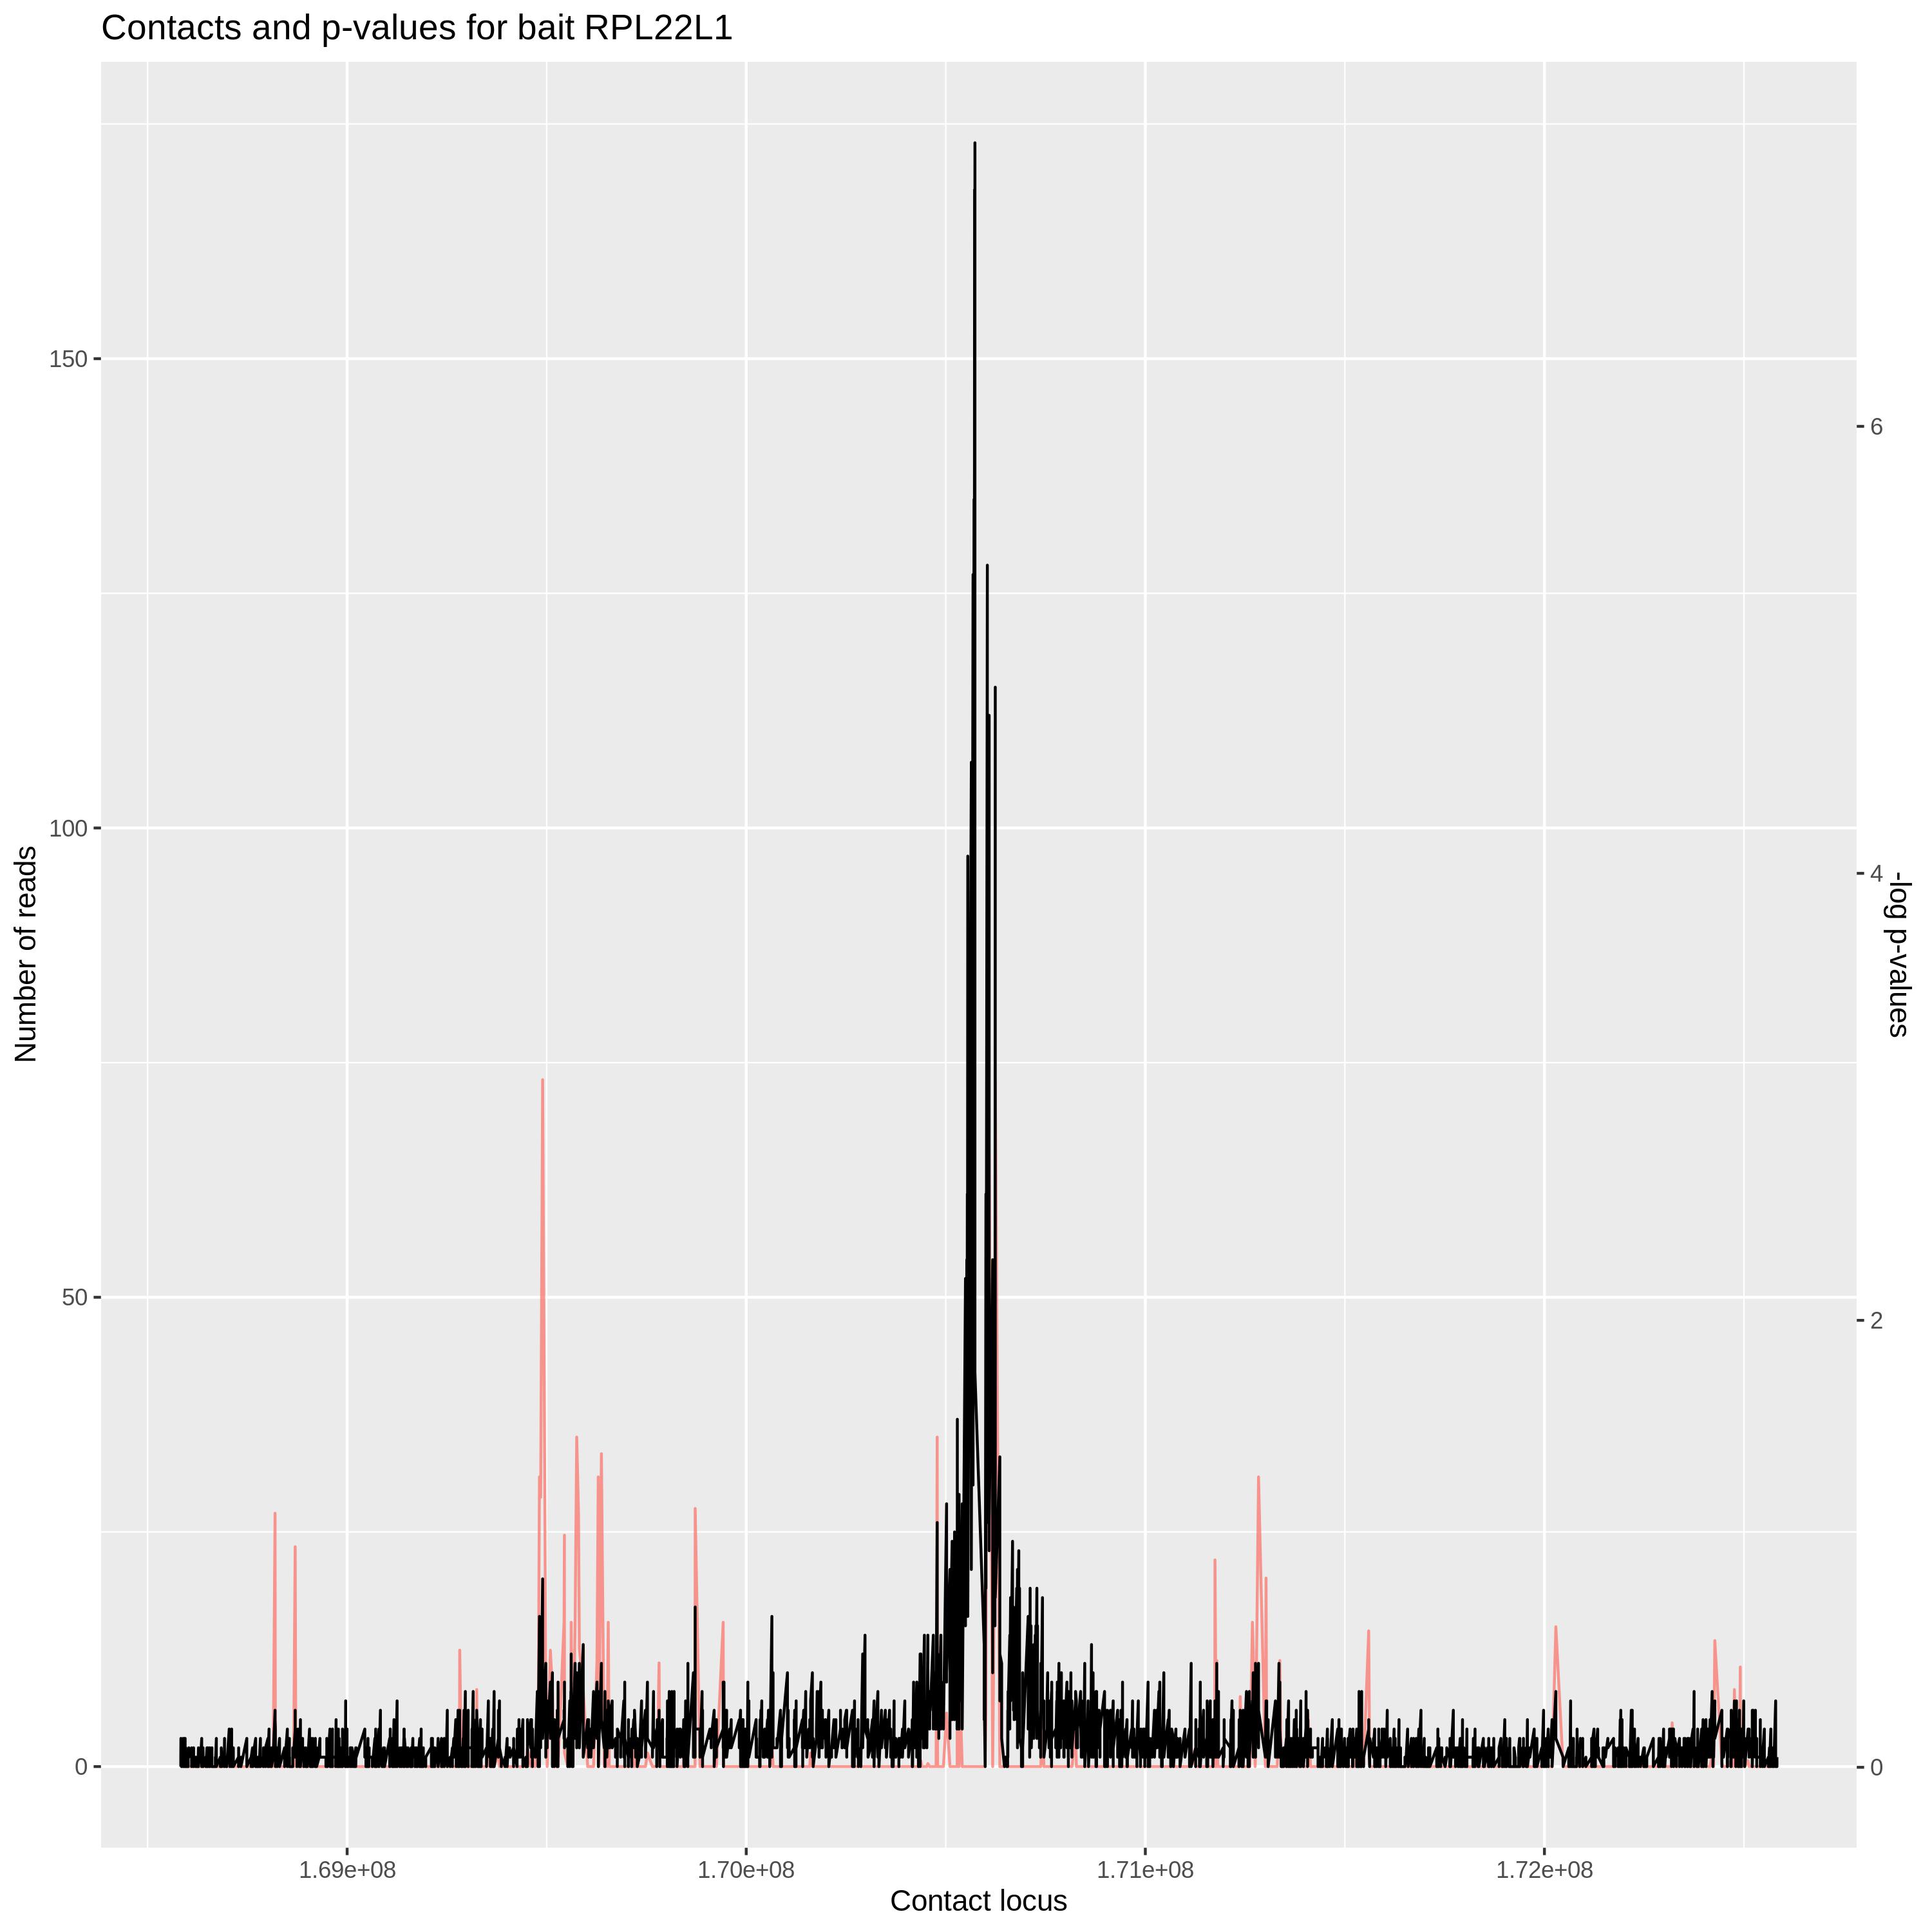 Contacts and p-values for bait RPL22L1
150
100
50
0
Number of reads
6
4
2
0
-log p-values
1.69e+08
1.70e+08
1.71e+08
1.72e+08
Contact locus